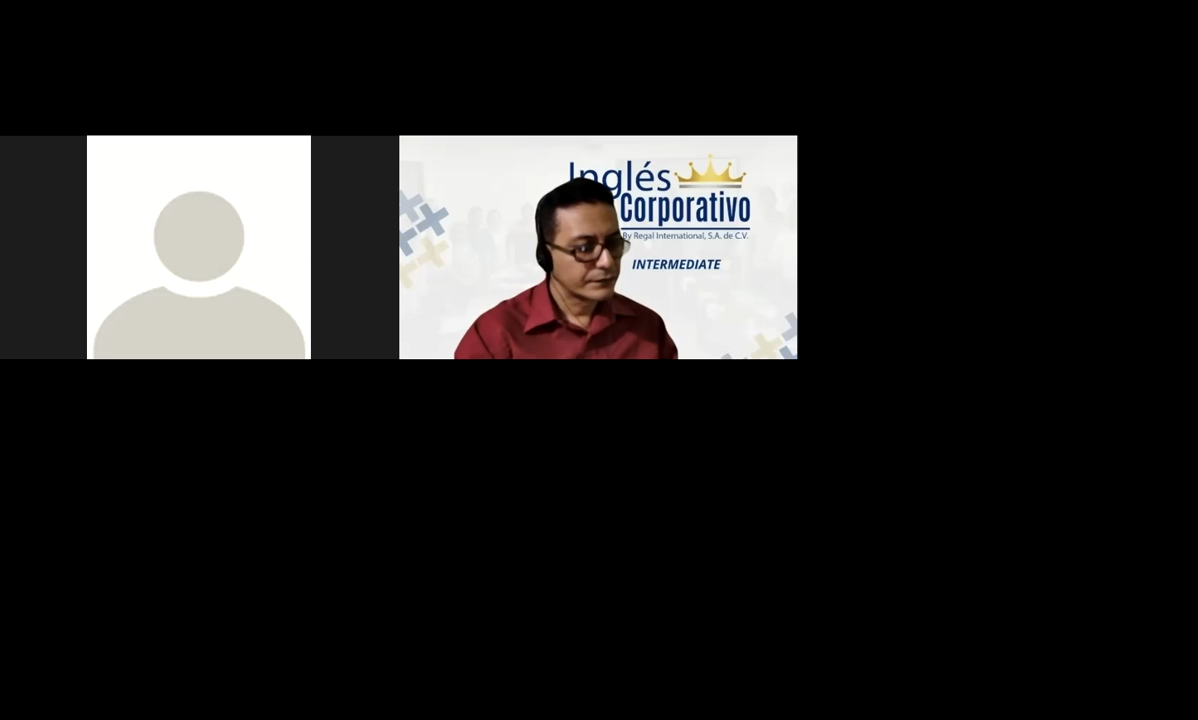 Inglés
Corporativo
By Regal International, S.A. de C.V.
INTERMEDIATE